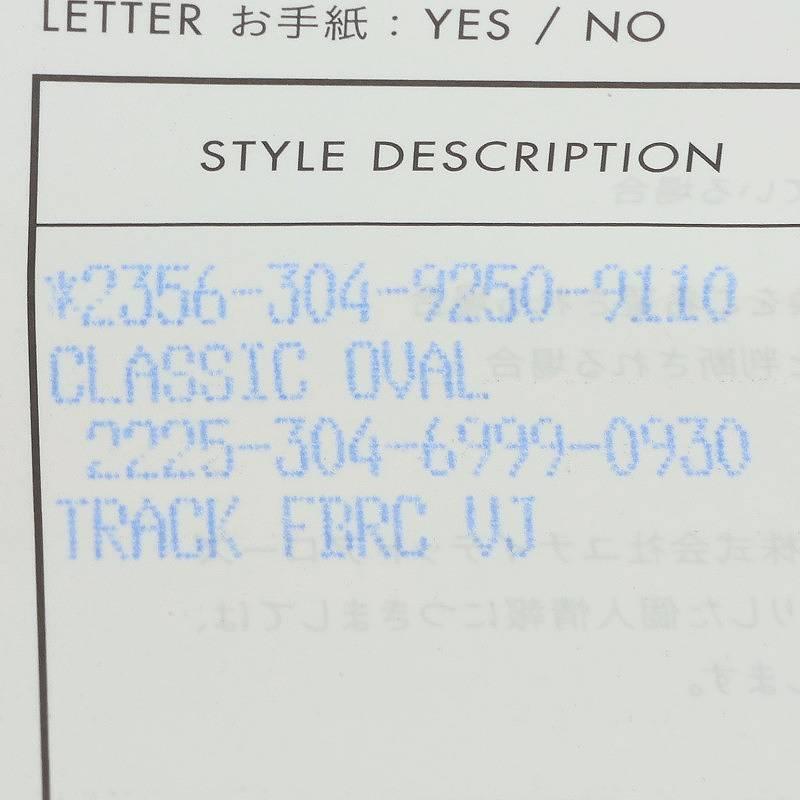 LETTER お手紙 : YES / NO
STYLE DESCRIPTION
*2356-304-9250-9110
CLASSIC OVAL
2225-304-6999-0930
TRACK FBRC VJ